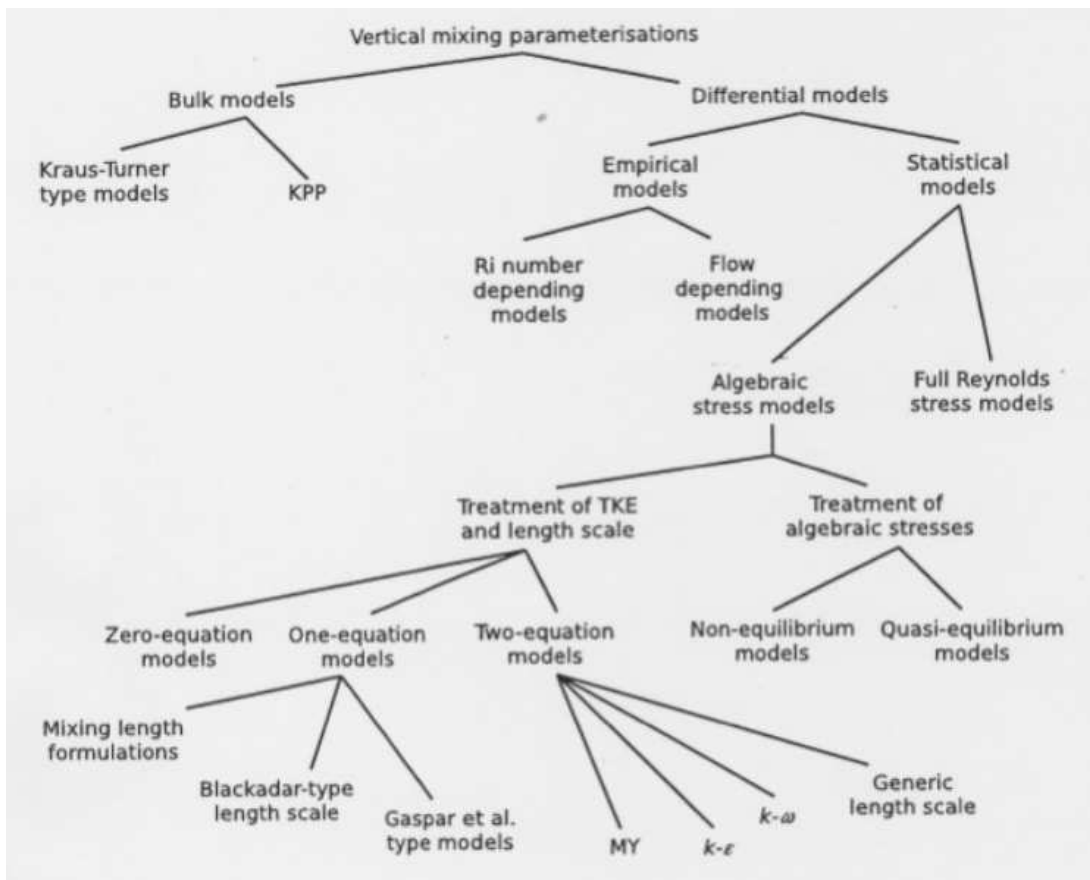 Vertical mixing parameterisations
Bulk models
Differential models
Kraus-Turner
type models
KPP
Empirical
models
Statistical
models
Ri number
depending
models
Flow
depending
models
Algebraic
stress models
Full Reynolds
stress models
Treatment of TKE
and length scale
Treatment of
algebraic stresses
Zero-equation
models
One-equation
models
Two-equation
models
Non-equilibrium
models
Quasi-equilibrium
models
Mixing length
formulations
Blackadar-type
length scale
Gaspar et al.
type models
MY
k-ε
k-ω
Generic
length scale